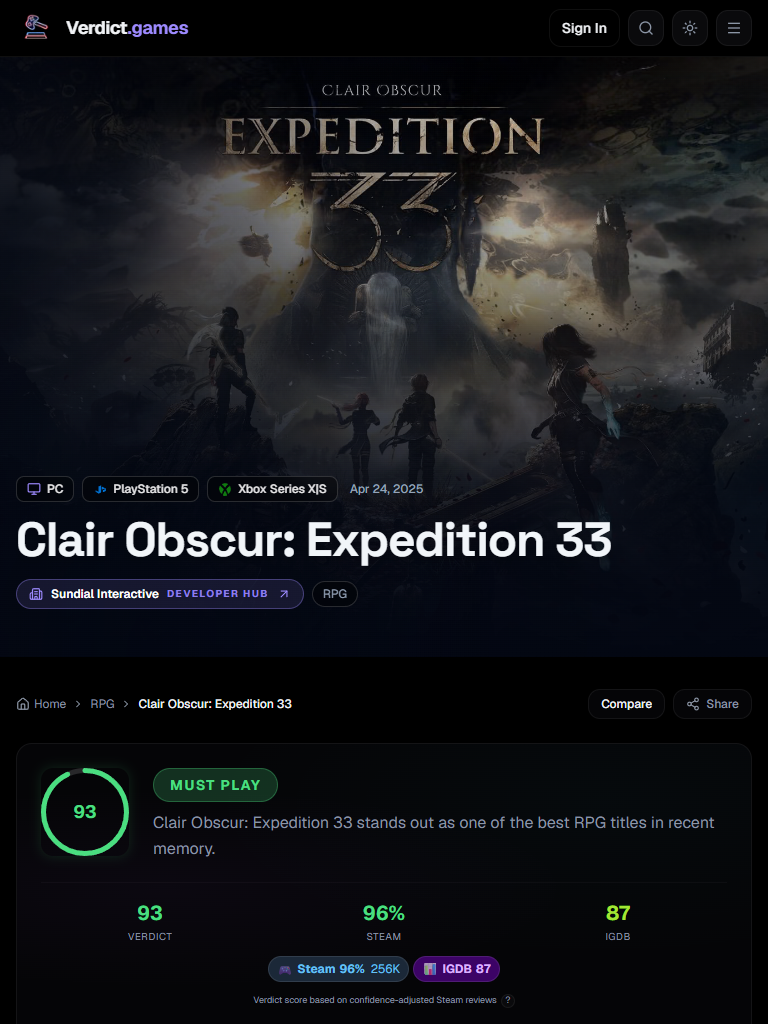 Verdict.games
Sign In
CLAIR OBSCUR
EXPEDITION
33
PC
PlayStation 5
Xbox Series X|S
Apr 24, 2025
Clair Obscur: Expedition 33
Sundial Interactive DEVELOPER HUB
RPG
Home > RPG > Clair Obscur: Expedition 33
Compare
Share
93
MUST PLAY
Clair Obscur: Expedition 33 stands out as one of the best RPG titles in recent
memory.
93
VERDICT
96%
STEAM
87
IGDB
Steam 96% 256K
IGDB 87
Verdict score based on confidence-adjusted Steam reviews ?